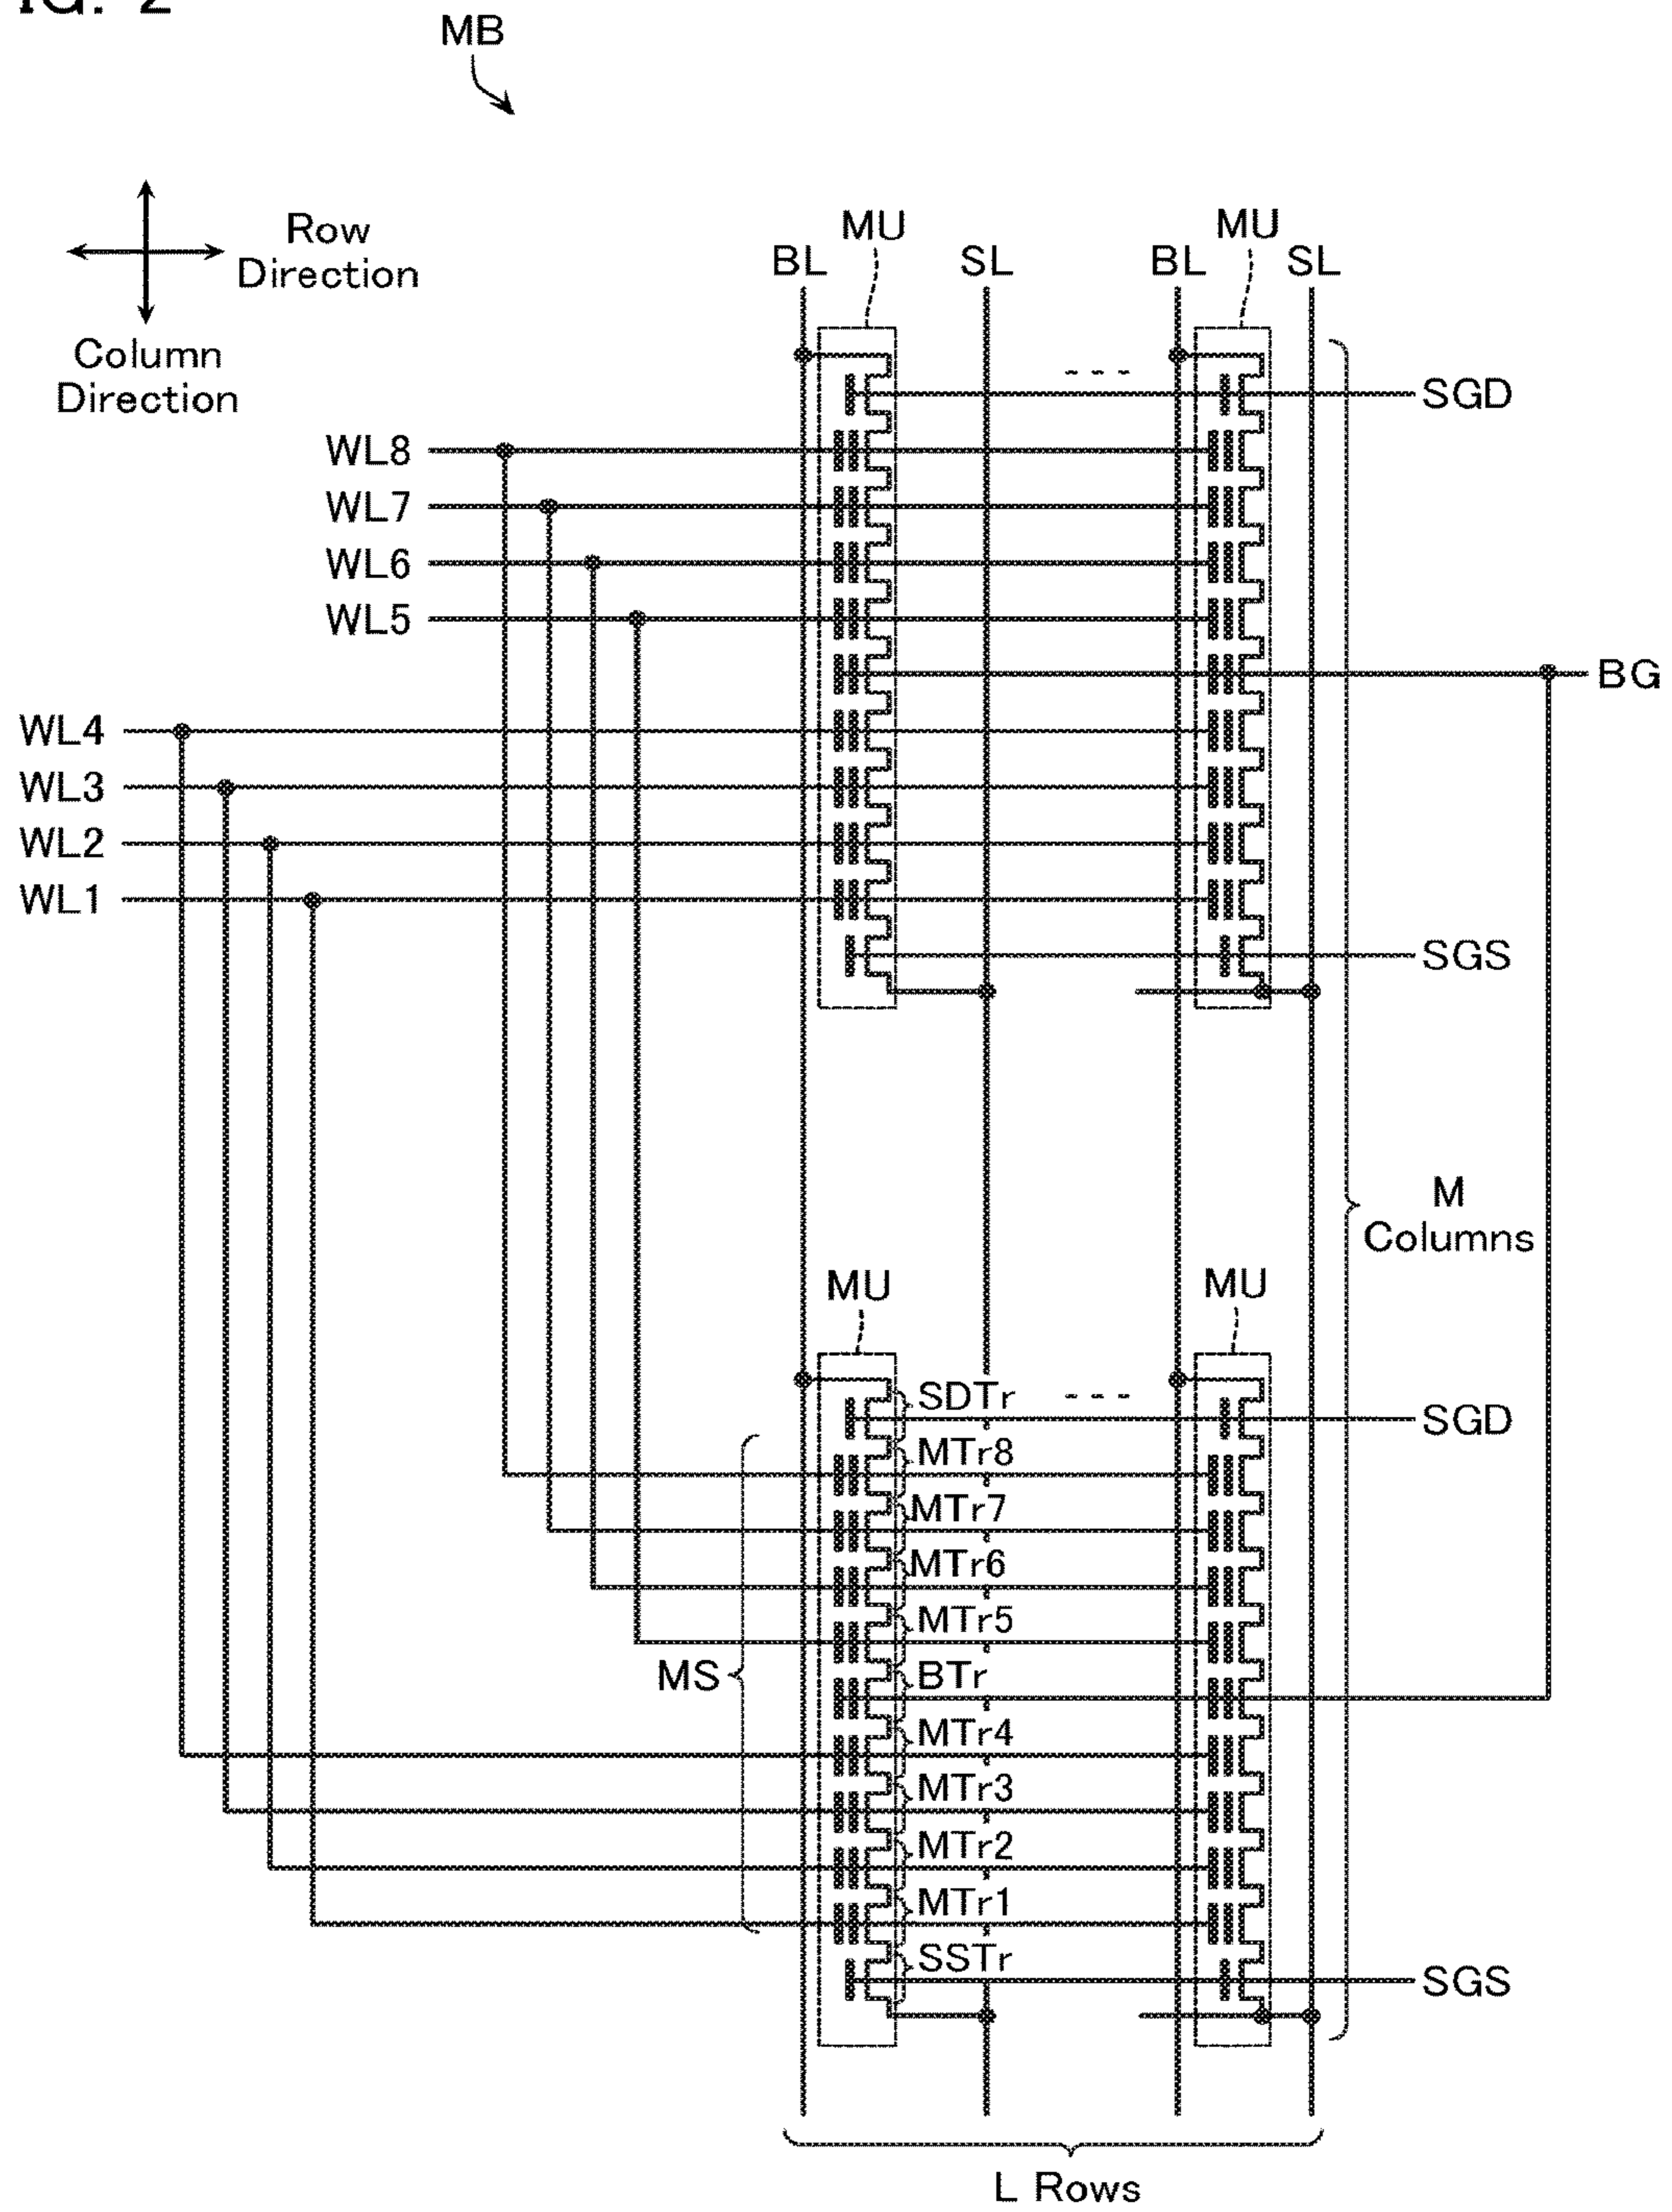 IG. 2
MB
Row
Direction
Column
Direction
MU
MU
BL
SL
BL
SL
SGD
WL8
WL7
WL6
WL5
BG
WL4
WL3
WL2
WL1
SGS
M
Columns
MU
MU
SDTr
SGD
MTr8
MTr7
MTr6
MTr5
MS
BTr
MTr4
MTr3
MTr2
MTr1
SSTr
SGS
L Rows